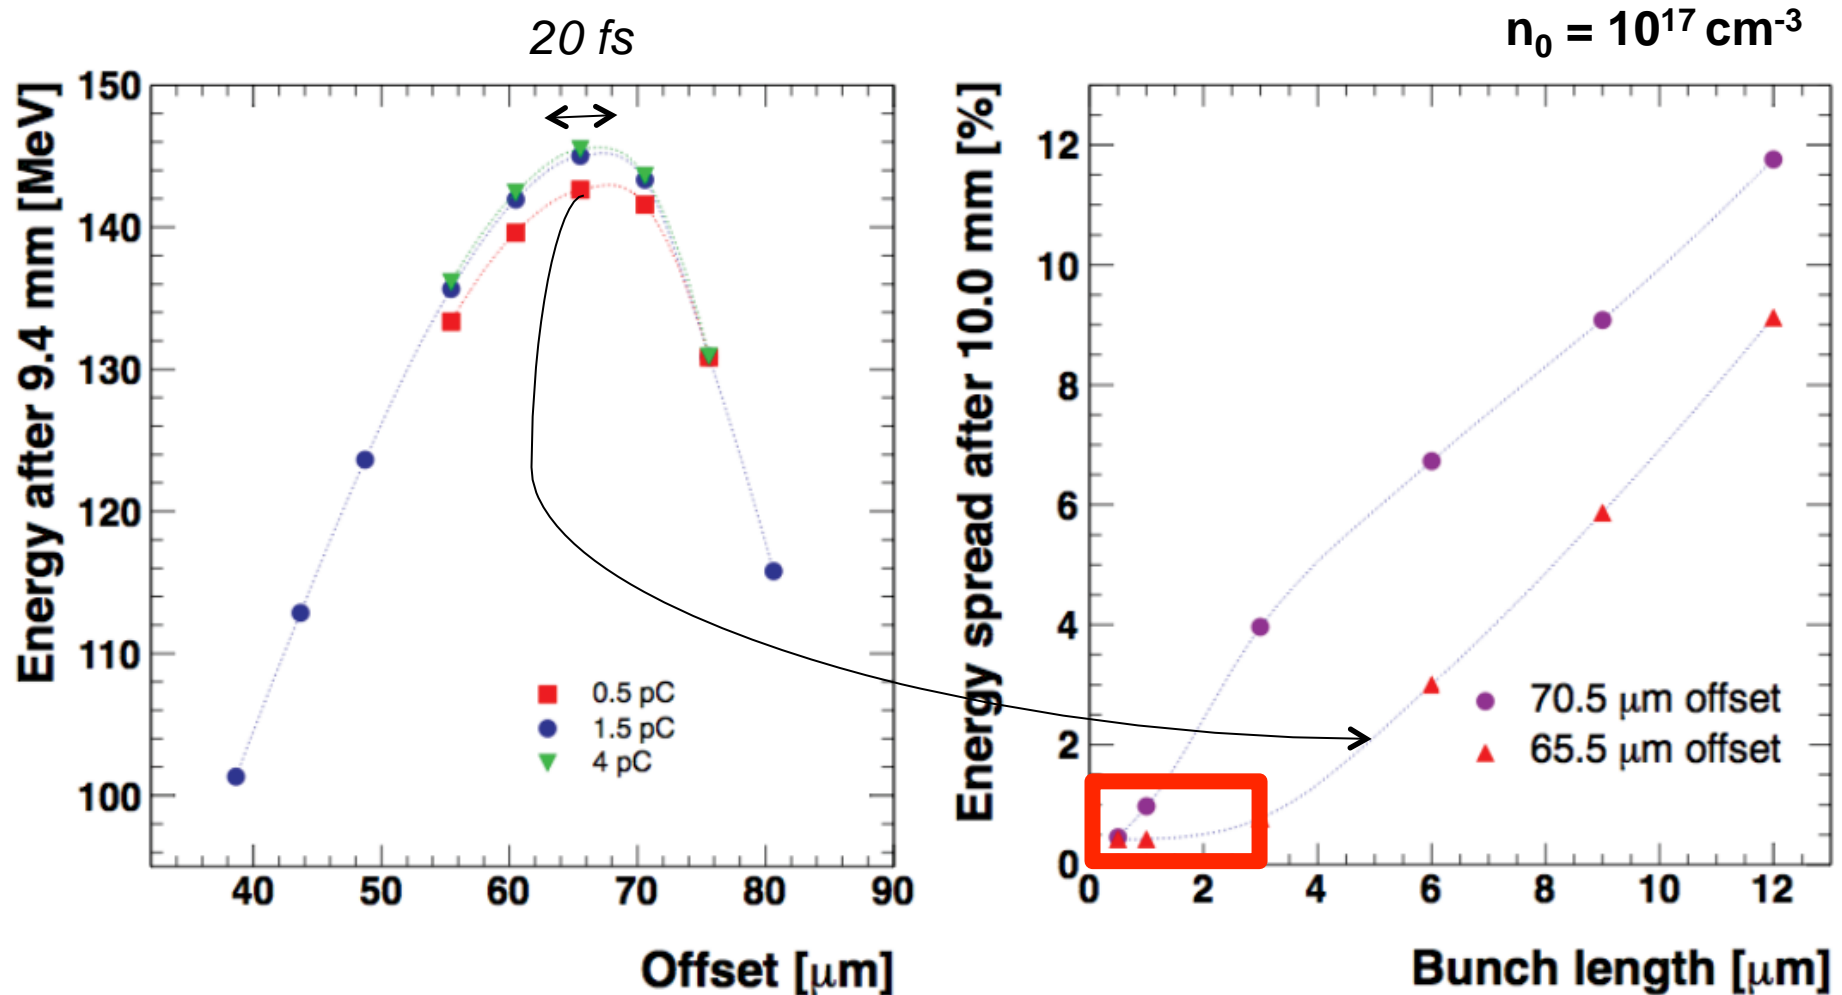 20 fs
n₀ = 10¹⁷ cm⁻³
Energy after 9.4 mm [MeV]
150
140
130
120
110
100
40 50 60 70 80 90
Offset [μm]
0.5 pC
1.5 pC
4 pC
Energy spread after 10.0 mm [%]
12
10
8
6
4
2
0
0 2 4 6 8 10 12
Bunch length [μm]
70.5 μm offset
65.5 μm offset